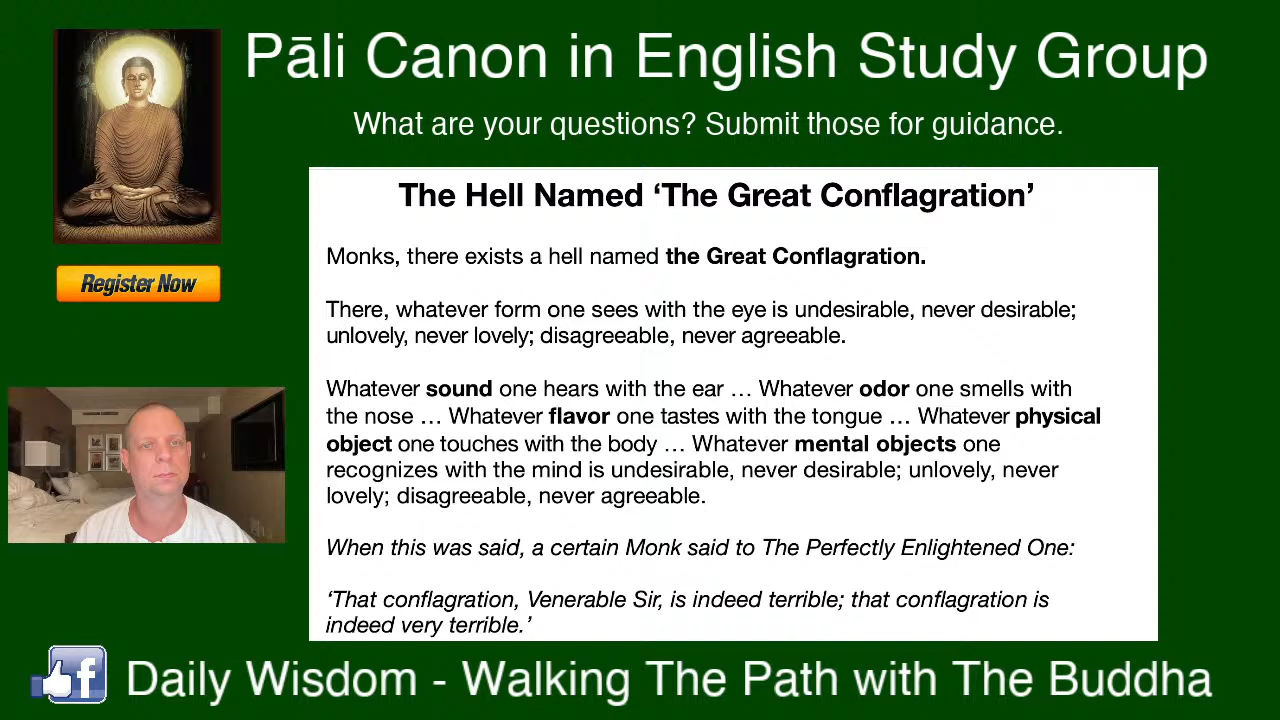 Pāli Canon in English Study Group
What are your questions? Submit those for guidance.
Register Now
The Hell Named ‘The Great Conflagration’
Monks, there exists a hell named the Great Conflagration.
There, whatever form one sees with the eye is undesirable, never desirable;
unlovely, never lovely; disagreeable, never agreeable.
Whatever sound one hears with the ear … Whatever odor one smells with
the nose … Whatever flavor one tastes with the tongue … Whatever physical
object one touches with the body … Whatever mental objects one
recognizes with the mind is undesirable, never desirable; unlovely, never
lovely; disagreeable, never agreeable.
When this was said, a certain Monk said to The Perfectly Enlightened One:
‘That conflagration, Venerable Sir, is indeed terrible; that conflagration is
indeed very terrible.’
f
Daily Wisdom - Walking The Path with The Buddha